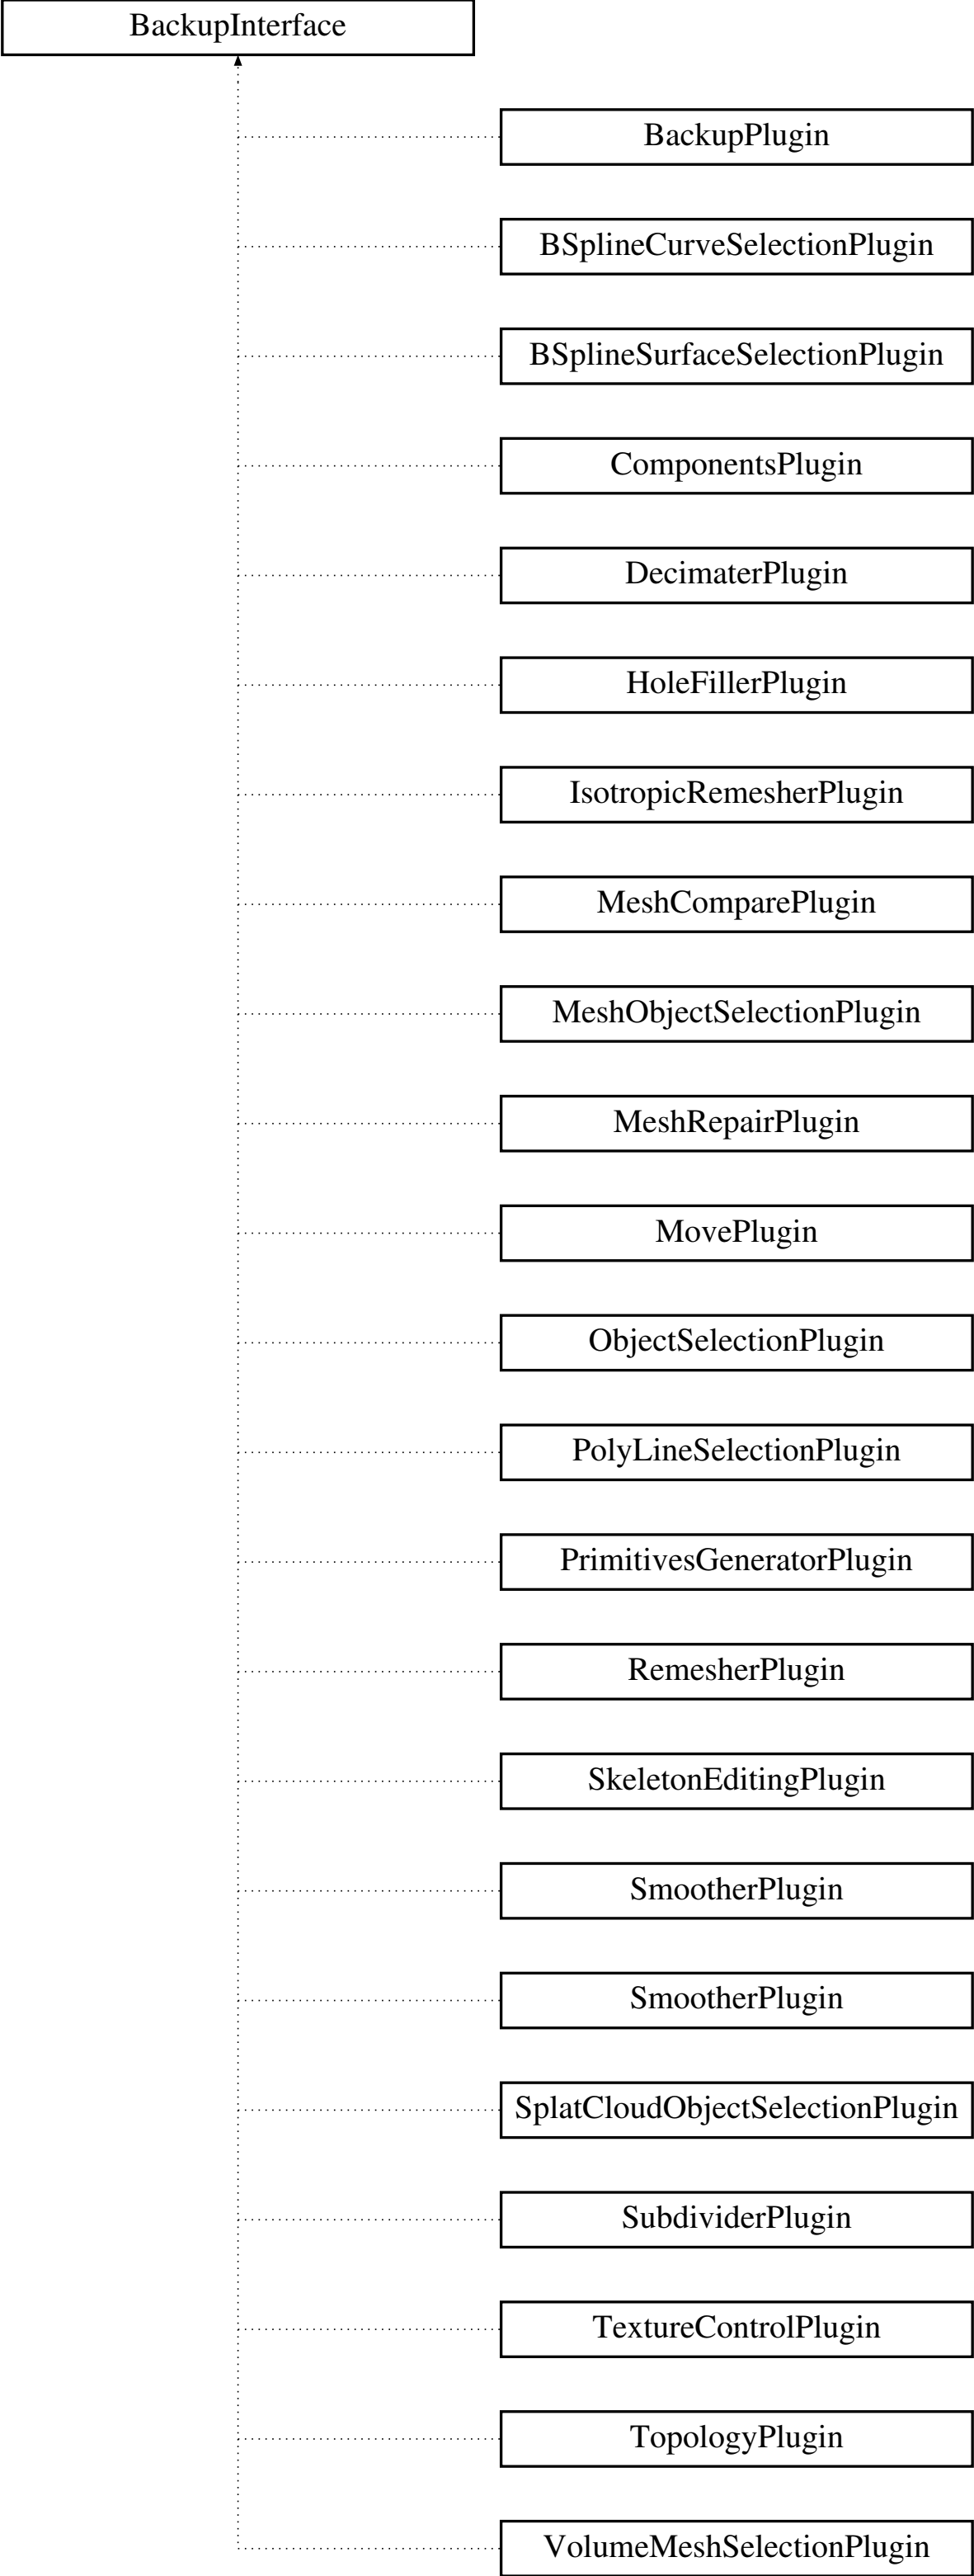 BackupInterface
BackupPlugin
BSplineCurveSelectionPlugin
BSplineSurfaceSelectionPlugin
ComponentsPlugin
DecimaterPlugin
HoleFillerPlugin
IsotropicRemesherPlugin
MeshComparePlugin
MeshObjectSelectionPlugin
MeshRepairPlugin
MovePlugin
ObjectSelectionPlugin
PolyLineSelectionPlugin
PrimitivesGeneratorPlugin
RemesherPlugin
SkeletonEditingPlugin
SmootherPlugin
SmootherPlugin
SplatCloudObjectSelectionPlugin
SubdividerPlugin
TextureControlPlugin
TopologyPlugin
VolumeMeshSelectionPlugin